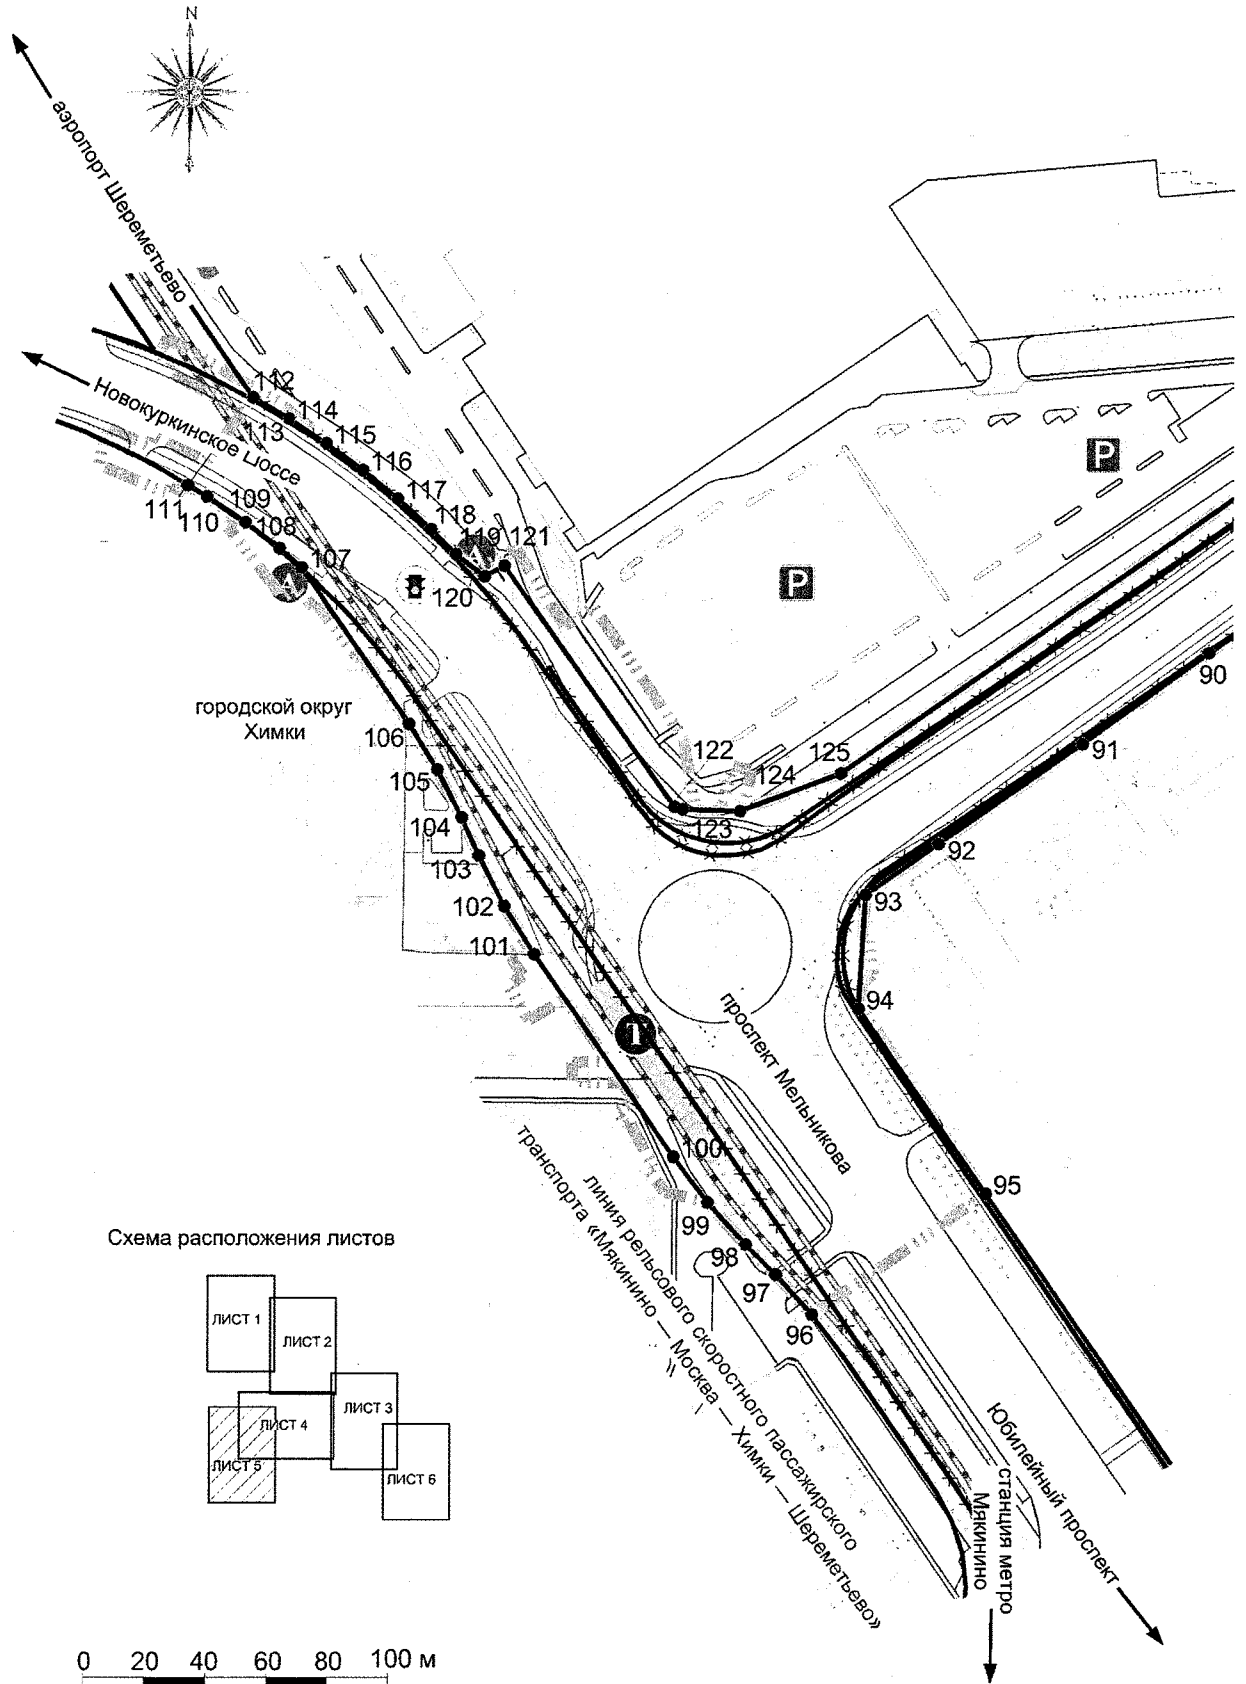 N
аэропорт Шереметьево
Новокуркинское
шоссе
112
113
114
115
116
117
118
119
A
121
120
111
110
109
108
107
A
P
P
90
91
92
93
94
95
городской округ
Химки
106
105
104
103
102
101
122
124
125
123
1
проспект Мельникова
100
99
98
97
96
линия рельсового скоростного пассажирского
транспорта «Мякинино — Москва — Химки — Шереметьево»
Юбилейный проспект
станция метро
Мякинино
Схема расположения листов
ЛИСТ 1
ЛИСТ 2
ЛИСТ 3
ЛИСТ 4
ЛИСТ 5
ЛИСТ 6
0 20 40 60 80 100 м